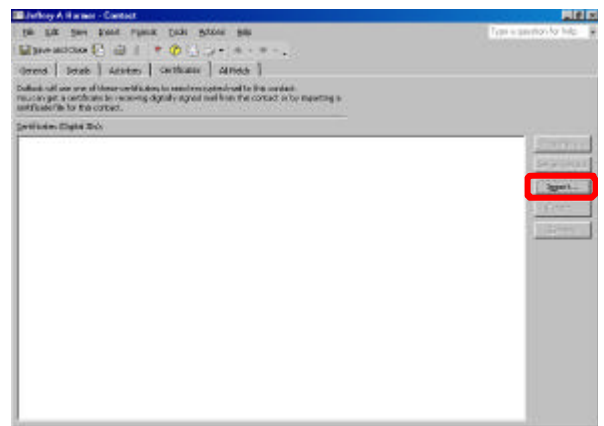 Jeffery A Harmer - Contact
File Edit View Insert Format Tools Actions Help
Type a question for help
Save and Close
General Details Activities Certificates All Fields
Outlook will use one of these certificates to send encrypted mail to this contact.
You can get a certificate by receiving digitally signed mail from this contact or by importing a
certificate file for this contact.
Certificates (Digital IDs):
Import...